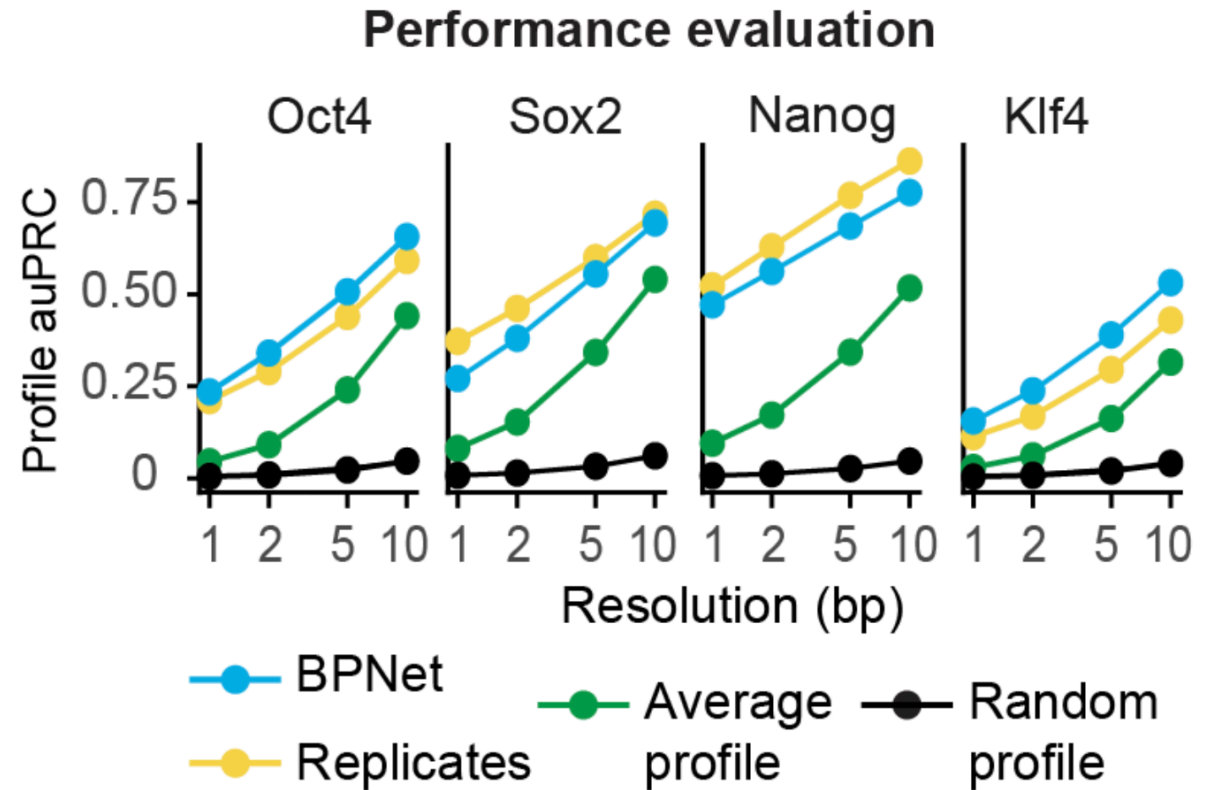 Performance evaluation
Oct4 Sox2 Nanog Klf4
Profile auPRC
0.75
0.50
0.25
0
1 2 5 10 1 2 5 10 1 2 5 10 1 2 5 10
Resolution (bp)
BPNet
Replicates
Average
profile
Random
profile